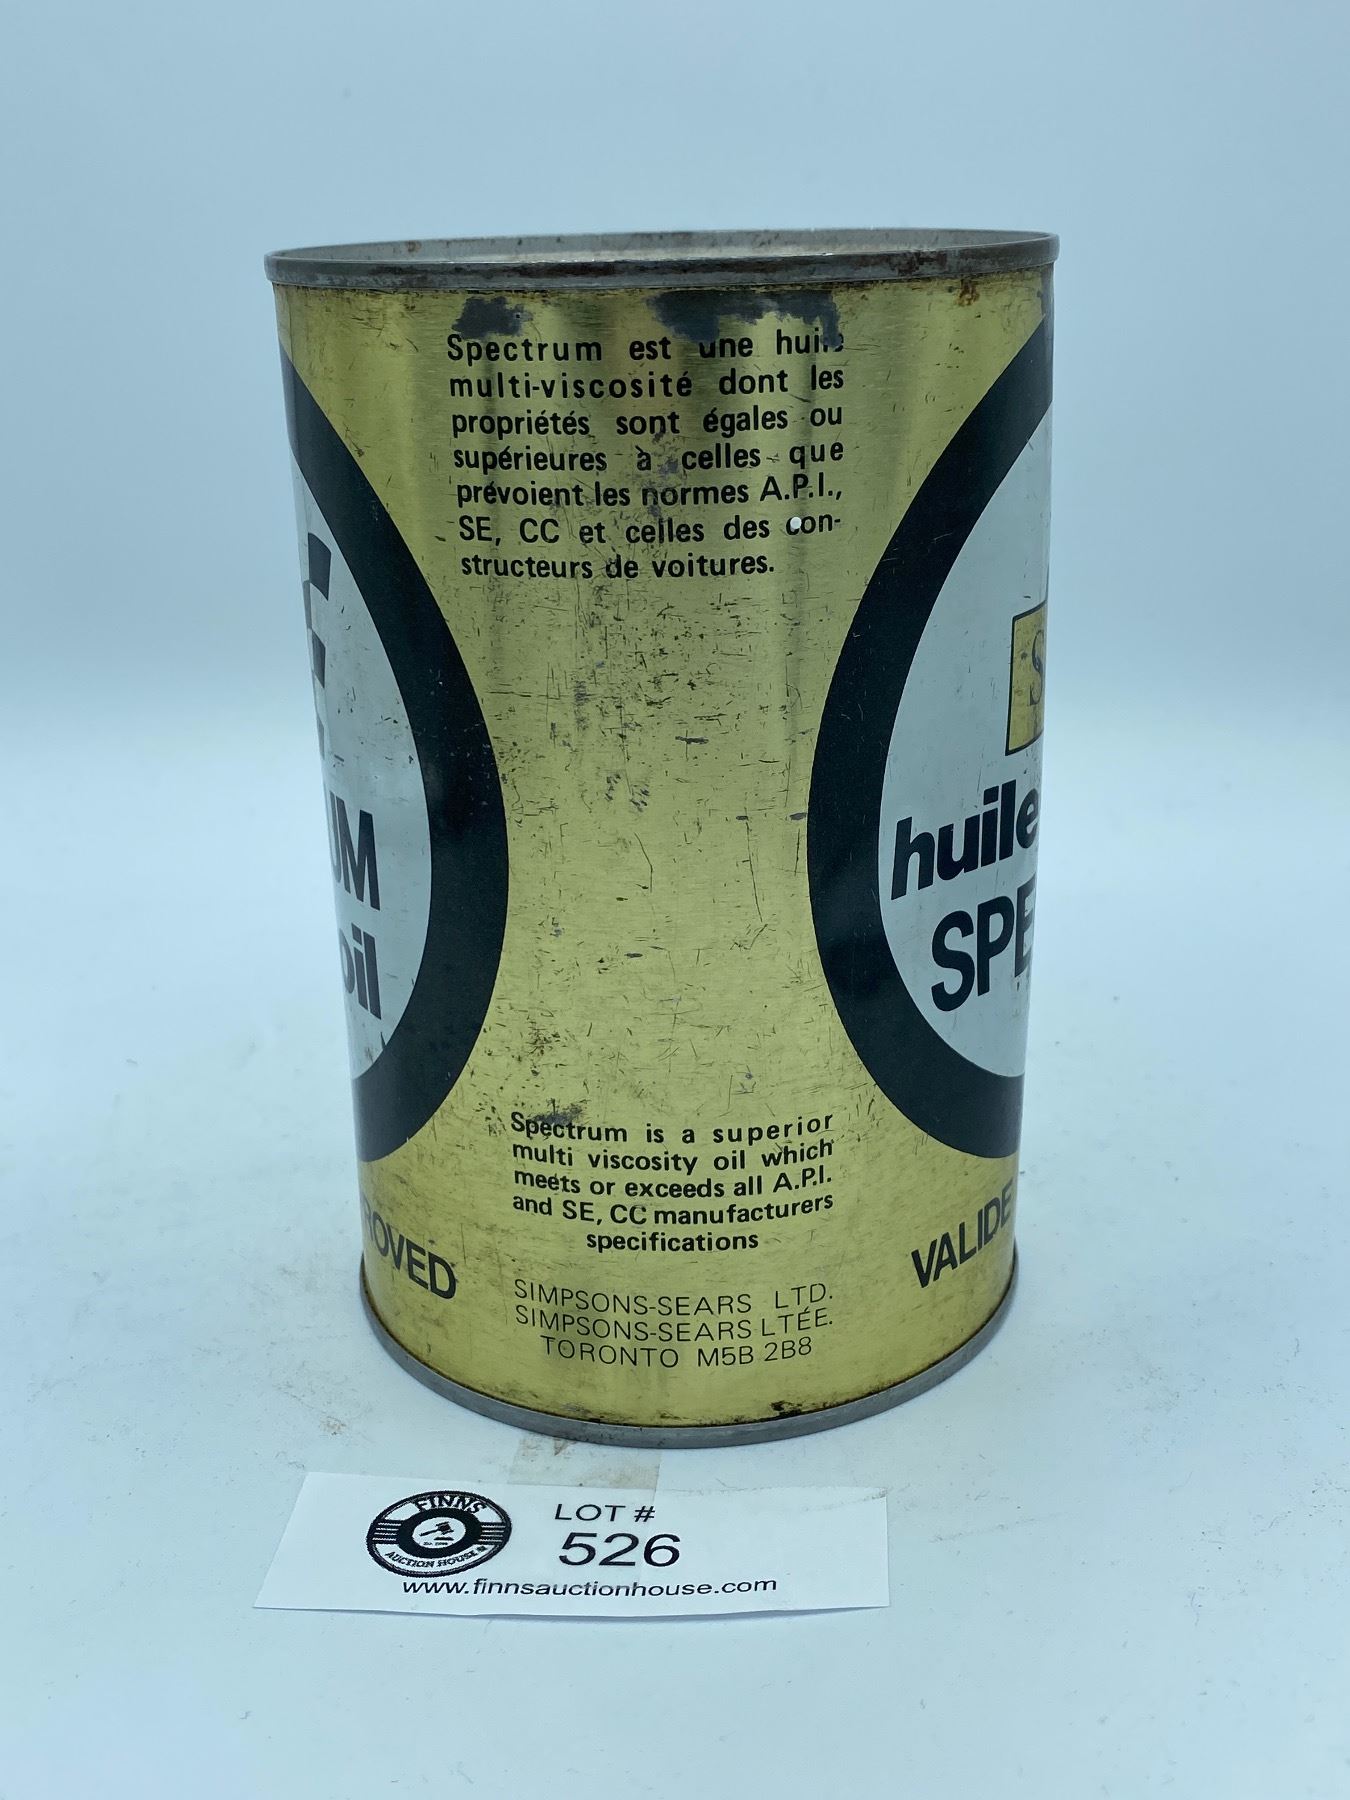 Spectrum est une huile
multi-viscosité dont les
propriétés sont égales ou
supérieures à celles que
prévoient les normes A.P.I.,
SE, CC et celles des con-
structeurs de voitures.
UM
oil
huile
SPE
Spectrum is a superior
multi viscosity oil which
meets or exceeds all A.P.I.
and SE, CC manufacturers
specifications
ROVED
VALIDE
SIMPSONS-SEARS LTD.
SIMPSONS-SEARS LTÉE.
TORONTO M5B 2B8
FINNS
AUCTION HOUSE
LOT #
526
www.finnsauctionhouse.com